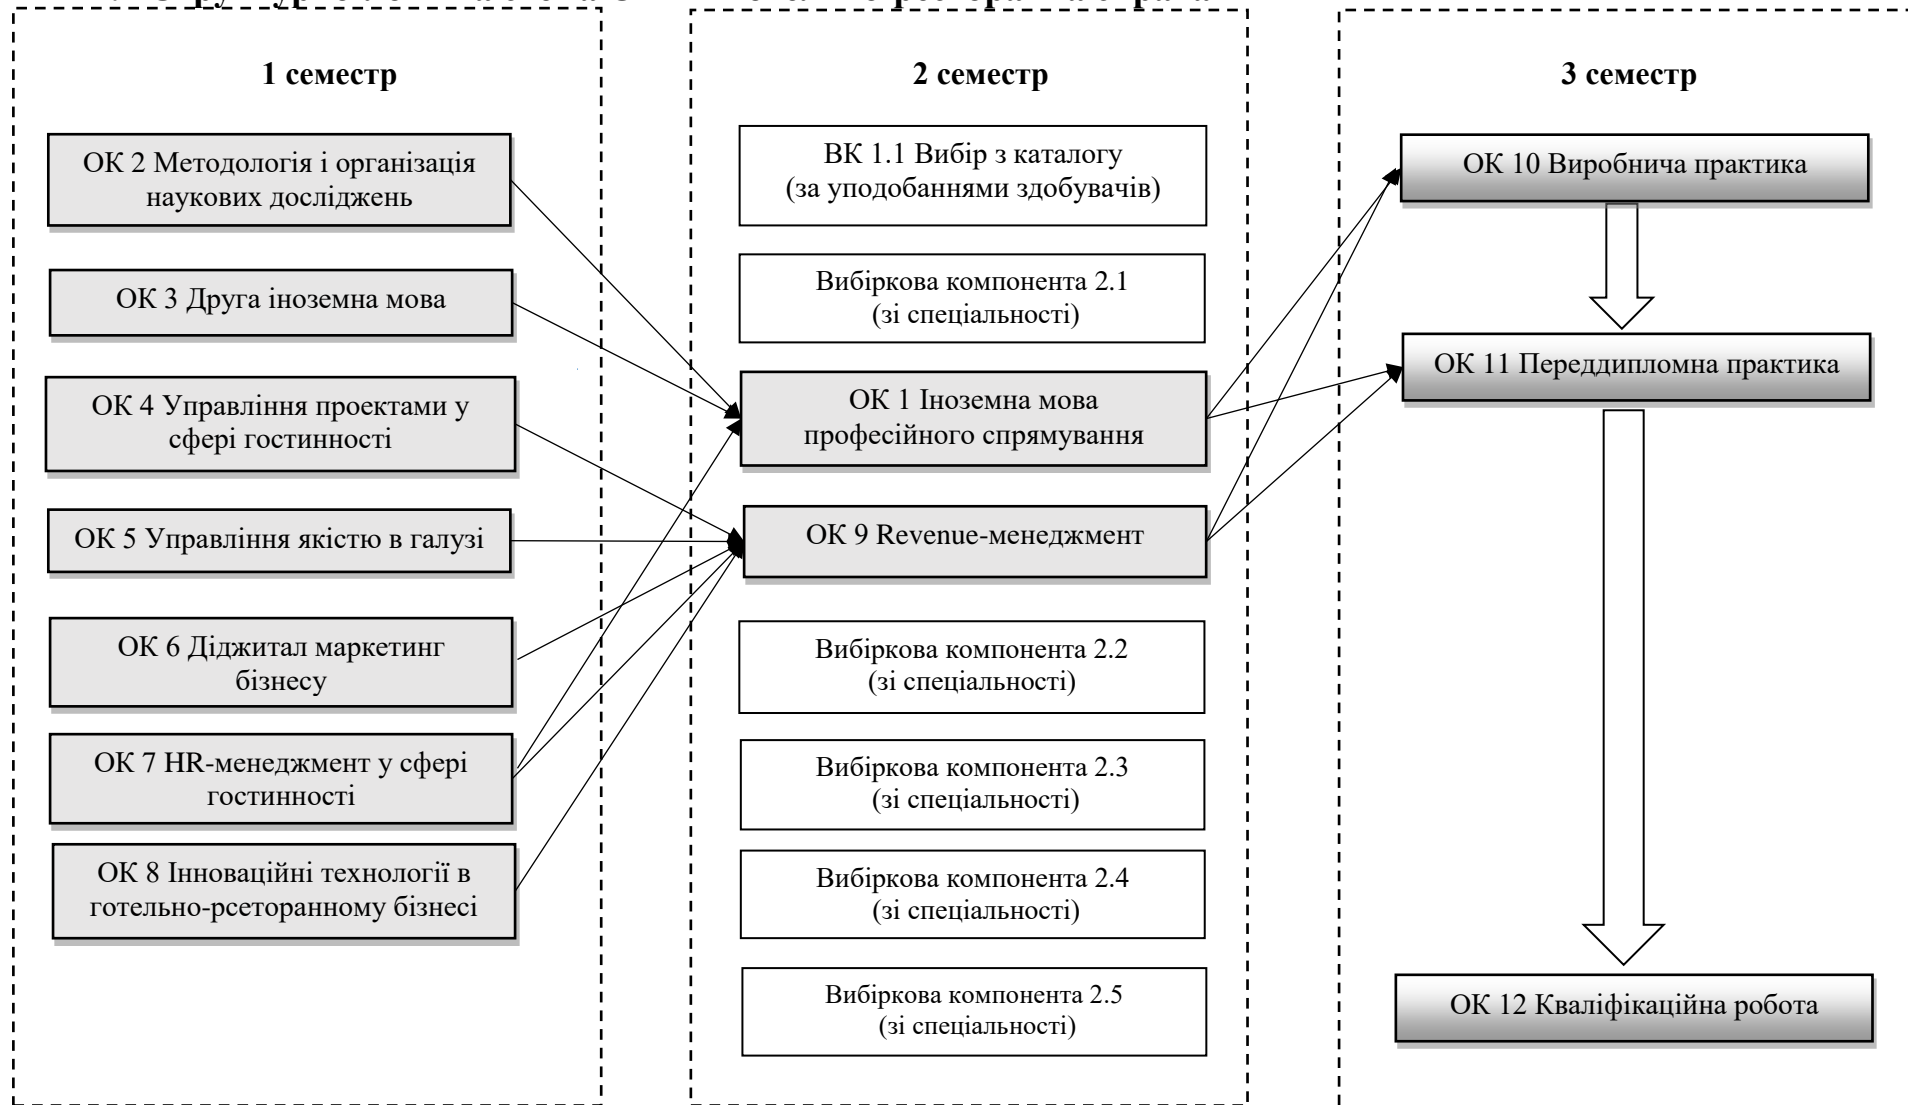 1 семестр
ОК 2 Методологія і організація
наукових досліджень
ОК 3 Друга іноземна мова
ОК 4 Управління проектами у
сфері гостинності
ОК 5 Управління якістю в галузі
ОК 6 Діджитал маркетинг
бізнесу
ОК 7 HR-менеджмент у сфері
гостинності
ОК 8 Інноваційні технології в
готельно-рсеторанному бізнесі
2 семестр
ВК 1.1 Вибір з каталогу
(за уподобаннями здобувачів)
Вибіркова компонента 2.1
(зі спеціальності)
ОК 1 Іноземна мова
професійного спрямування
ОК 9 Revenue-менеджмент
Вибіркова компонента 2.2
(зі спеціальності)
Вибіркова компонента 2.3
(зі спеціальності)
Вибіркова компонента 2.4
(зі спеціальності)
Вибіркова компонента 2.5
(зі спеціальності)
3 семестр
ОК 10 Виробнича практика
ОК 11 Переддипломна практика
ОК 12 Кваліфікаційна робота